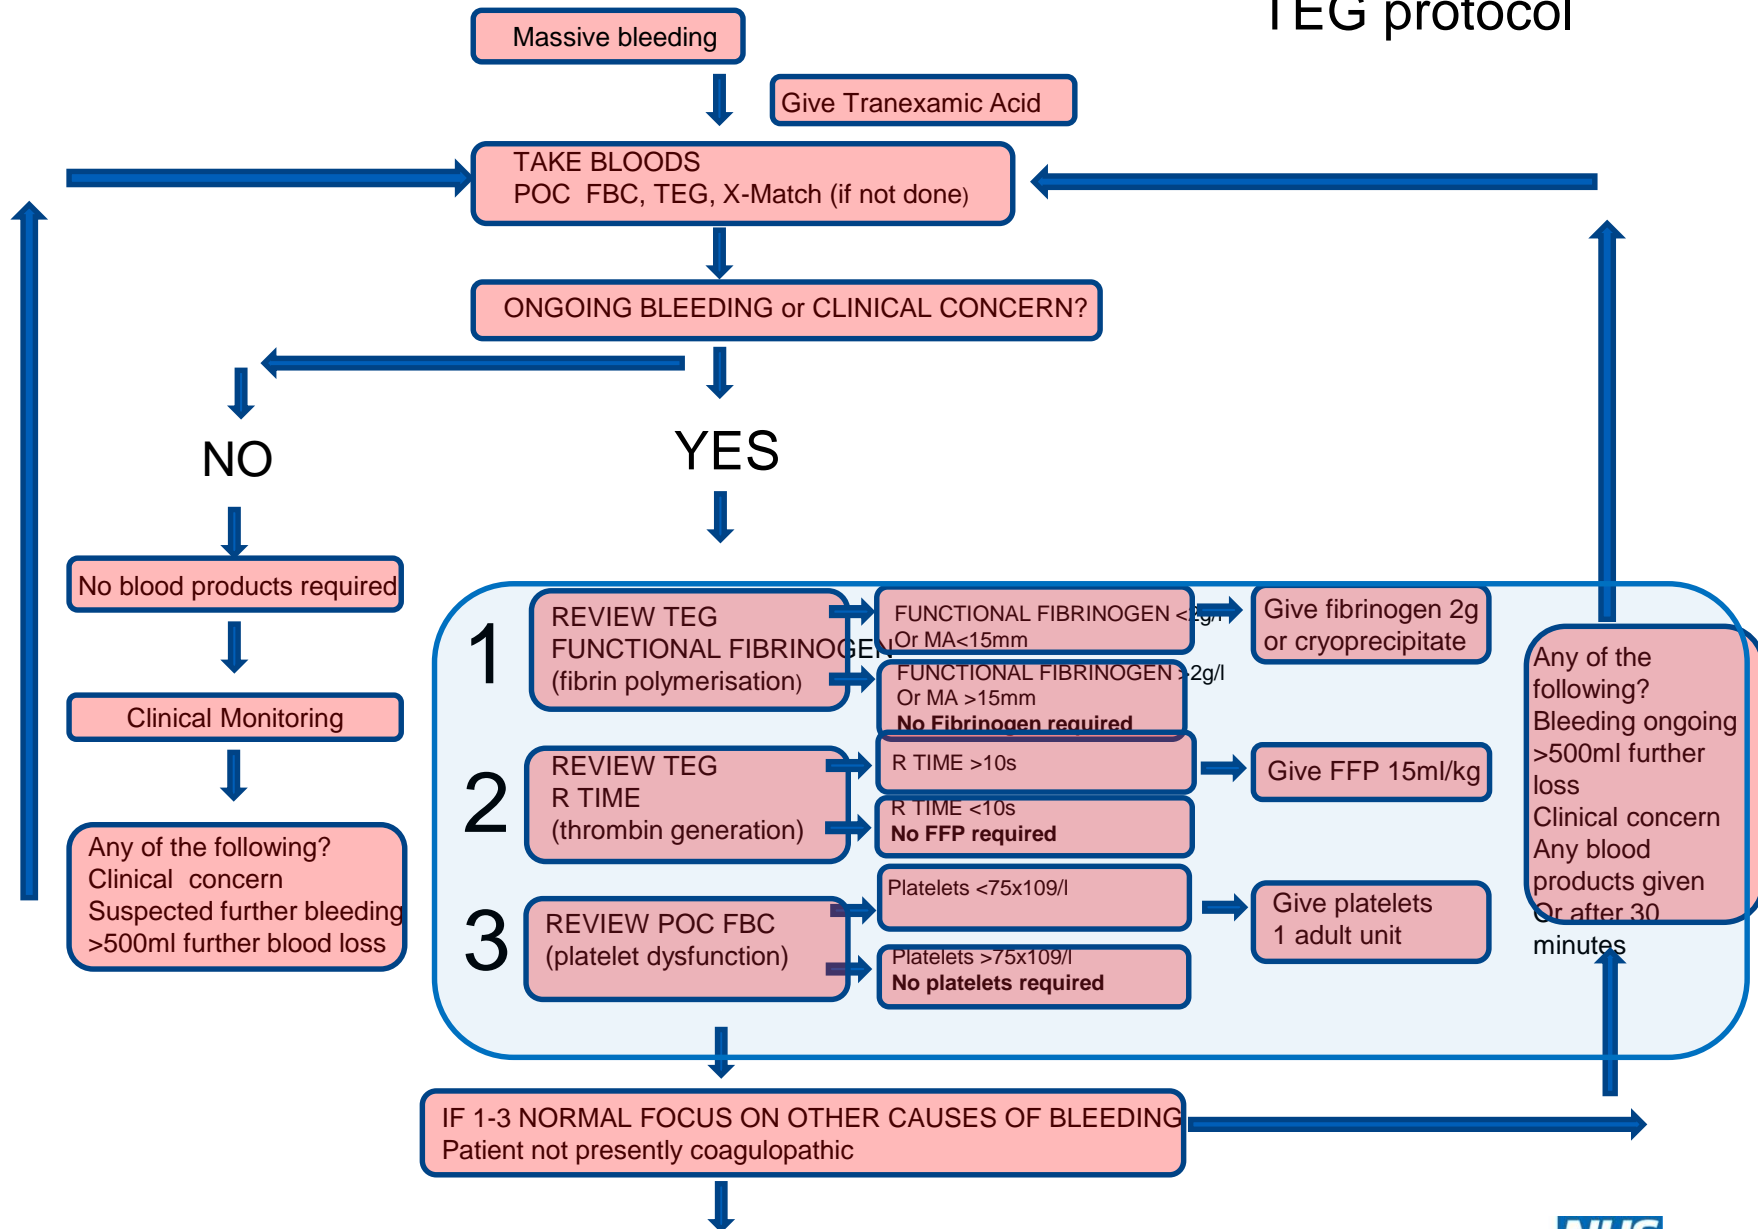 TEG protocol
Massive bleeding
Give Tranexamic Acid
TAKE BLOODS
POC FBC, TEG, X-Match (if not done)
ONGOING BLEEDING or CLINICAL CONCERN?
NO
YES
No blood products required
Clinical Monitoring
Any of the following?
Clinical concern
Suspected further bleeding
>500ml further blood loss
1
REVIEW TEG
FUNCTIONAL FIBRINOGEN
(fibrin polymerisation)
FUNCTIONAL FIBRINOGEN <2g/l
Or MA<15mm
Give fibrinogen 2g
or cryoprecipitate
FUNCTIONAL FIBRINOGEN >2g/l
Or MA >15mm
No Fibrinogen required
2
REVIEW TEG
R TIME
(thrombin generation)
R TIME >10s
Give FFP 15ml/kg
R TIME <10s
No FFP required
3
REVIEW POC FBC
(platelet dysfunction)
Platelets <75x109/l
Give platelets
1 adult unit
Platelets >75x109/l
No platelets required
Any of the
following?
Bleeding ongoing
>500ml further
loss
Clinical concern
Any blood
products given
Or after 30
minutes
IF 1-3 NORMAL FOCUS ON OTHER CAUSES OF BLEEDING
Patient not presently coagulopathic
NHS